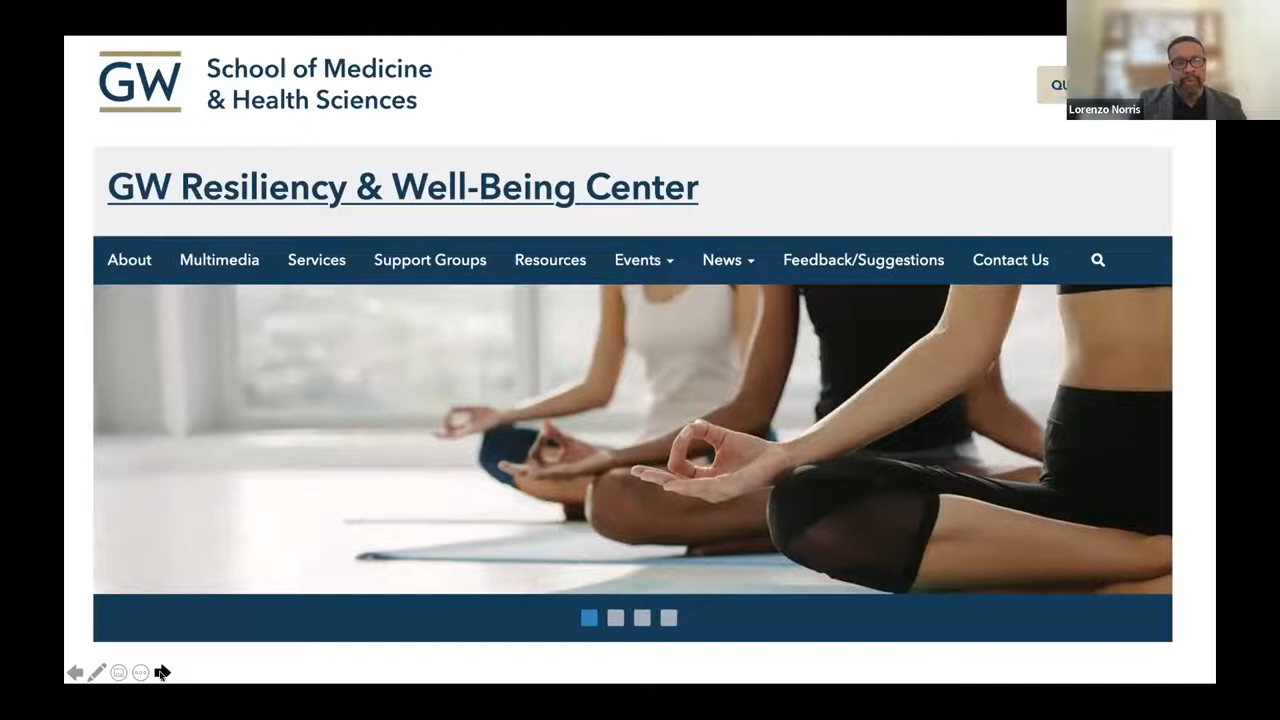 GW
School of Medicine
& Health Sciences
QU
Lorenzo Norris
GW Resiliency & Well-Being Center
About Multimedia Services Support Groups Resources Events News Feedback/Suggestions Contact Us